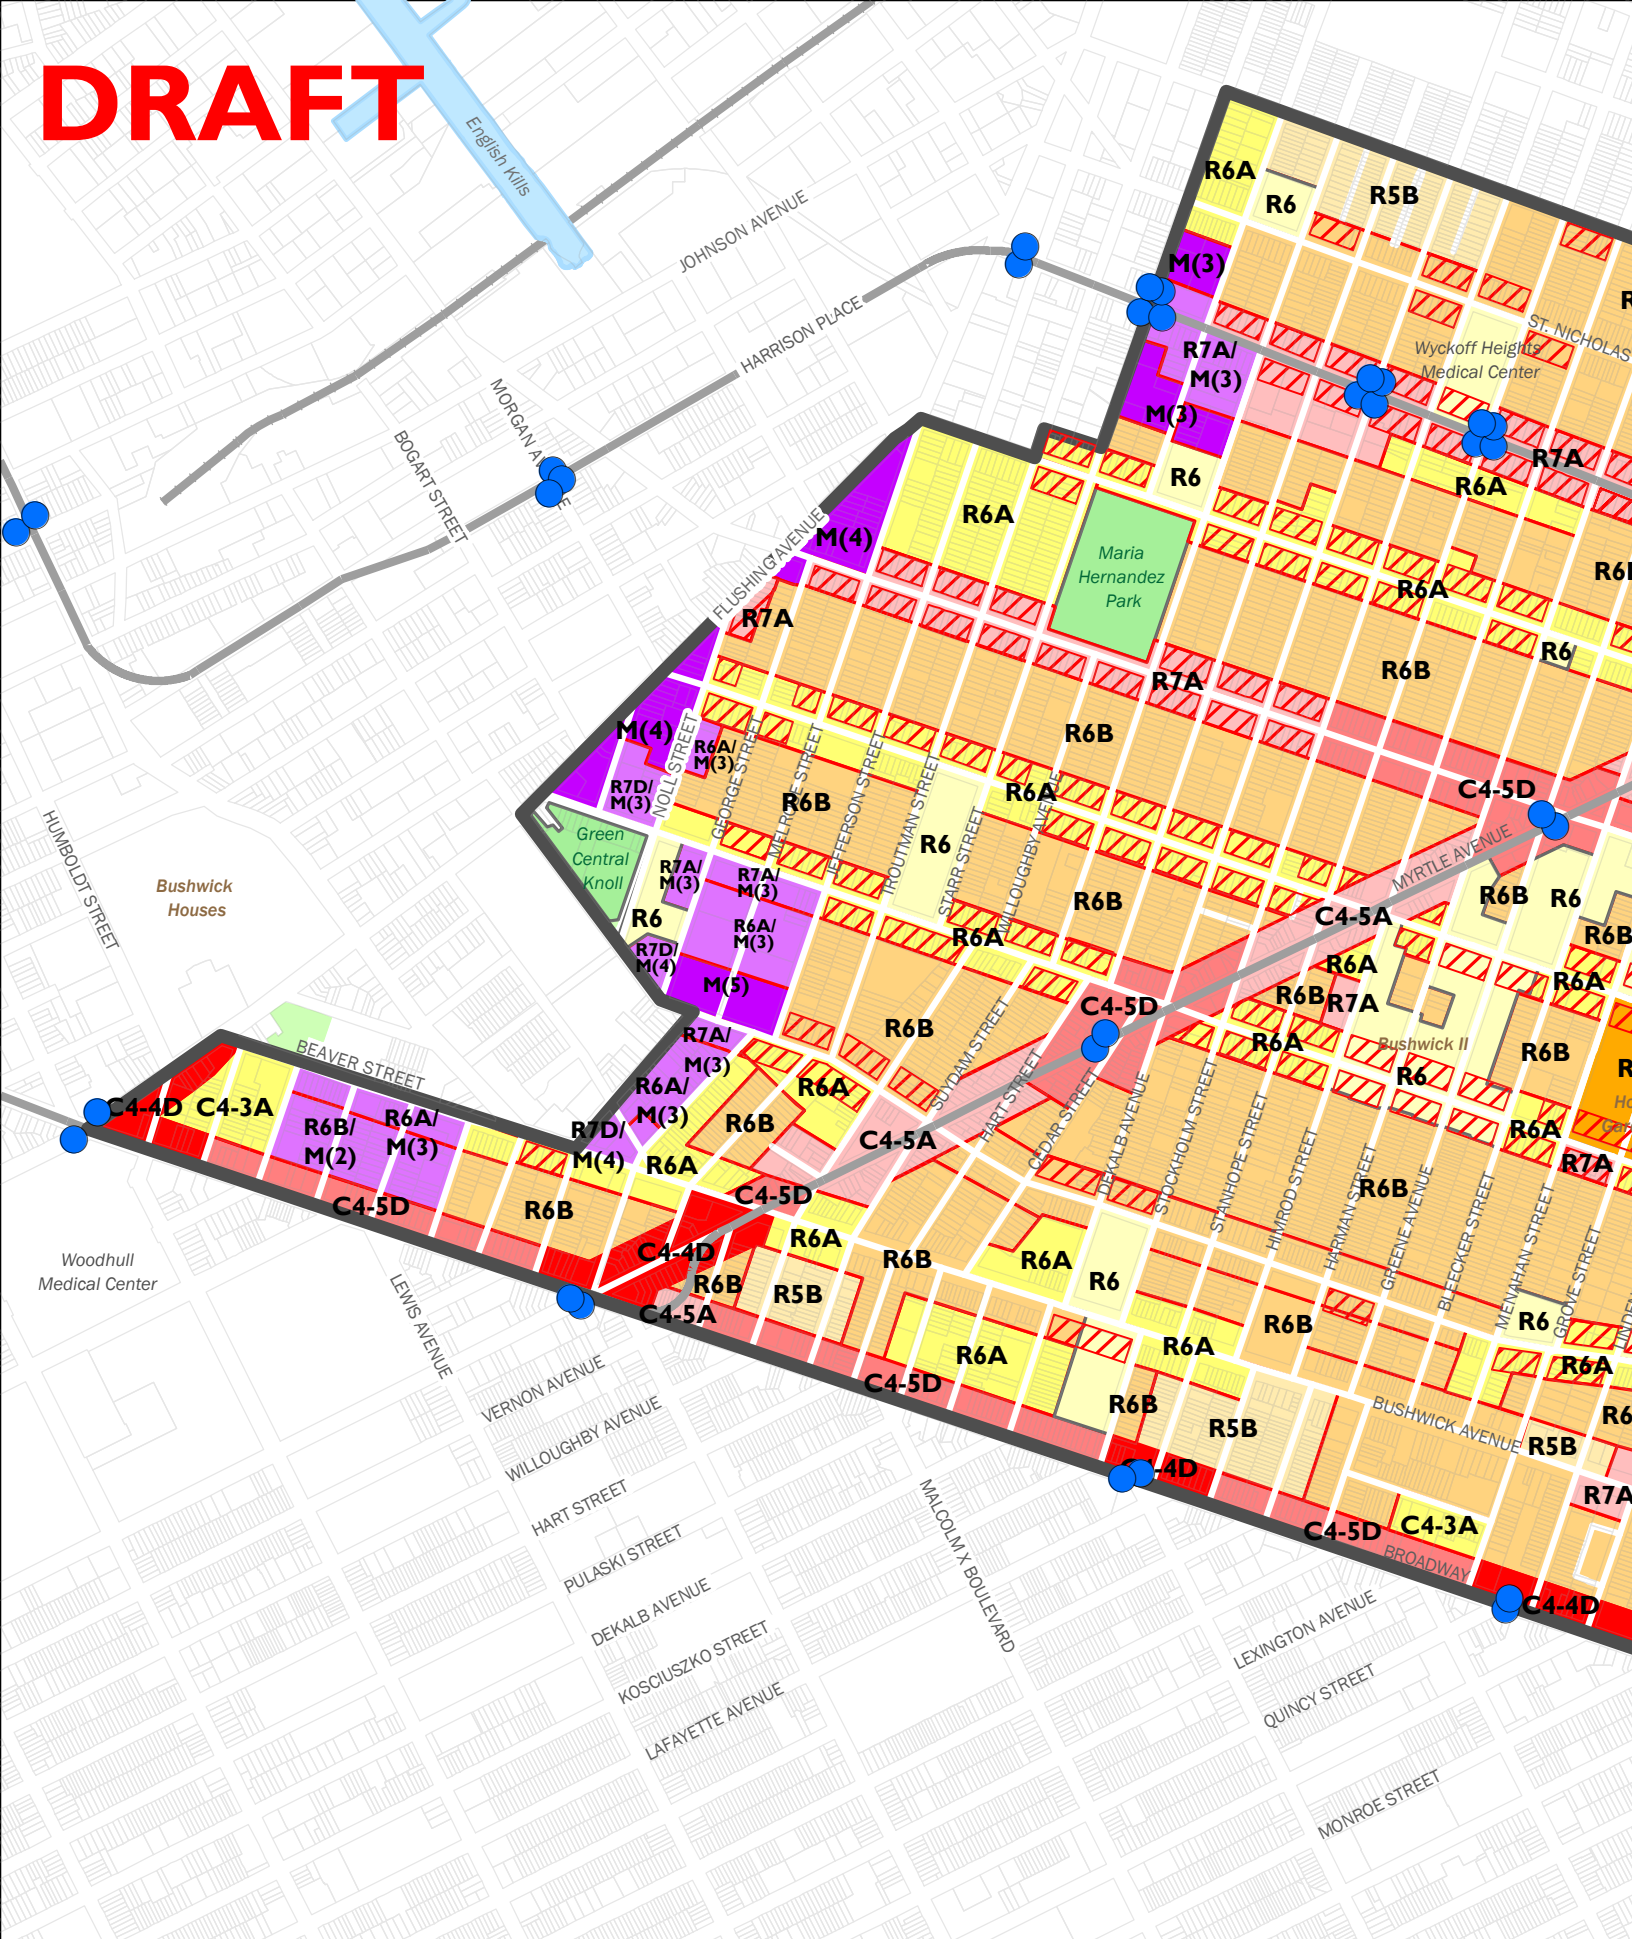 DRAFT
English Kills
JOHNSON AVENUE
HARRISON PLACE
MORGAN AVENUE
BOGART STREET
FLUSHING AVENUE
HUMBOLDT STREET
Bushwick
Houses
BEAVER STREET
Woodhull
Medical Center
LEWIS AVENUE
VERNON AVENUE
WILLOUGHBY AVENUE
HART STREET
PULASKI STREET
DEKALB AVENUE
KOSCIUSZKO STREET
LAFAYETTE AVENUE
MALCOLM X BOULEVARD
LEXINGTON AVENUE
QUINCY STREET
MONROE STREET
R6A
R6
R5B
M(3)
R7A/
M(3)
M(3)
R6
ST. NICHOLAS
Wyckoff Heights
Medical Center
R7A
R6A
R6A
M(4)
Maria
Hernandez
Park
R6A
R6
R7A
R6B
R7A
R6B
M(4)
R6A/
M(3)
R7D/
M(3)
NOLL STREET
GEORGE STREET
MELROSE STREET
JEFFERSON STREET
TROUTMAN STREET
STARR STREET
WILLOUGHBY AVENUE
R6B
R6A
R6
C4-5D
MYRTLE AVENUE
Green
Central
Knoll
R7A/
M(3)
R7A/
M(3)
R6
R6A/
M(3)
R7D/
M(4)
M(5)
R6B
R6A
C4-5A
R6B
R6
R6B
R6A
R6A
R6B
R7A
C4-5D
R6B
SUYDAM STREET
HART STREET
CEDAR STREET
DEKALB AVENUE
STOCKHOLM STREET
STANHOPE STREET
HIMROD STREET
HARMAN STREET
GREENE AVENUE
BLEECKER STREET
MENAHAN STREET
GROVE STREET
R6A
Bushwick II
R6
R6B
R7A/
M(3)
R6A/
M(3)
R6A
R6B
R7D/
M(4)
R6A
C4-5A
R6A
R7A
R6B
C4-4D
C4-3A
R6B/
M(2)
R6A/
M(3)
C4-5D
R6B
C4-5D
C4-4D
R6A
R6B
R6B
R5B
C4-5A
R6A
R6
R6B
R6A
R6
R6A
R6A
C4-5D
R6B
R5B
BUSHWICK AVENUE
R5B
C4-4D
R7A
C4-5D
C4-3A
BROADWAY
C4-4D